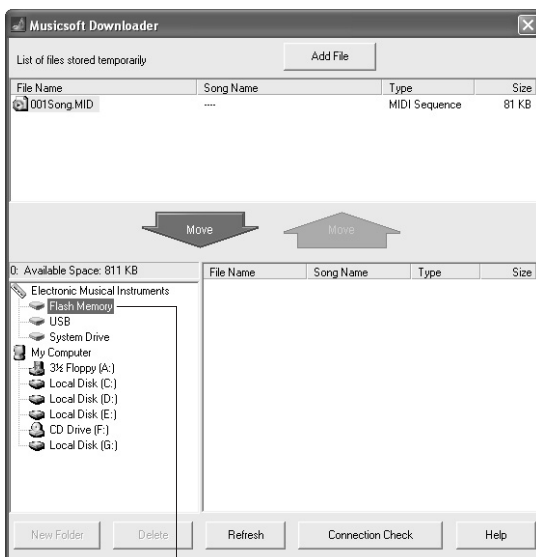 Musicsoft Downloader
List of files stored temporarily
Add File
File Name Song Name Type Size
001Song.MID ---- MIDI Sequence 81 KB
Move Move
0: Available Space: 811 KB
File Name Song Name Type Size
Electronic Musical Instruments
Flash Memory
USB
System Drive
My Computer
3½ Floppy (A:)
Local Disk (C:)
Local Disk (D:)
Local Disk (E:)
CD Drive (F:)
Local Disk (G:)
New Folder Delete Refresh Connection Check Help